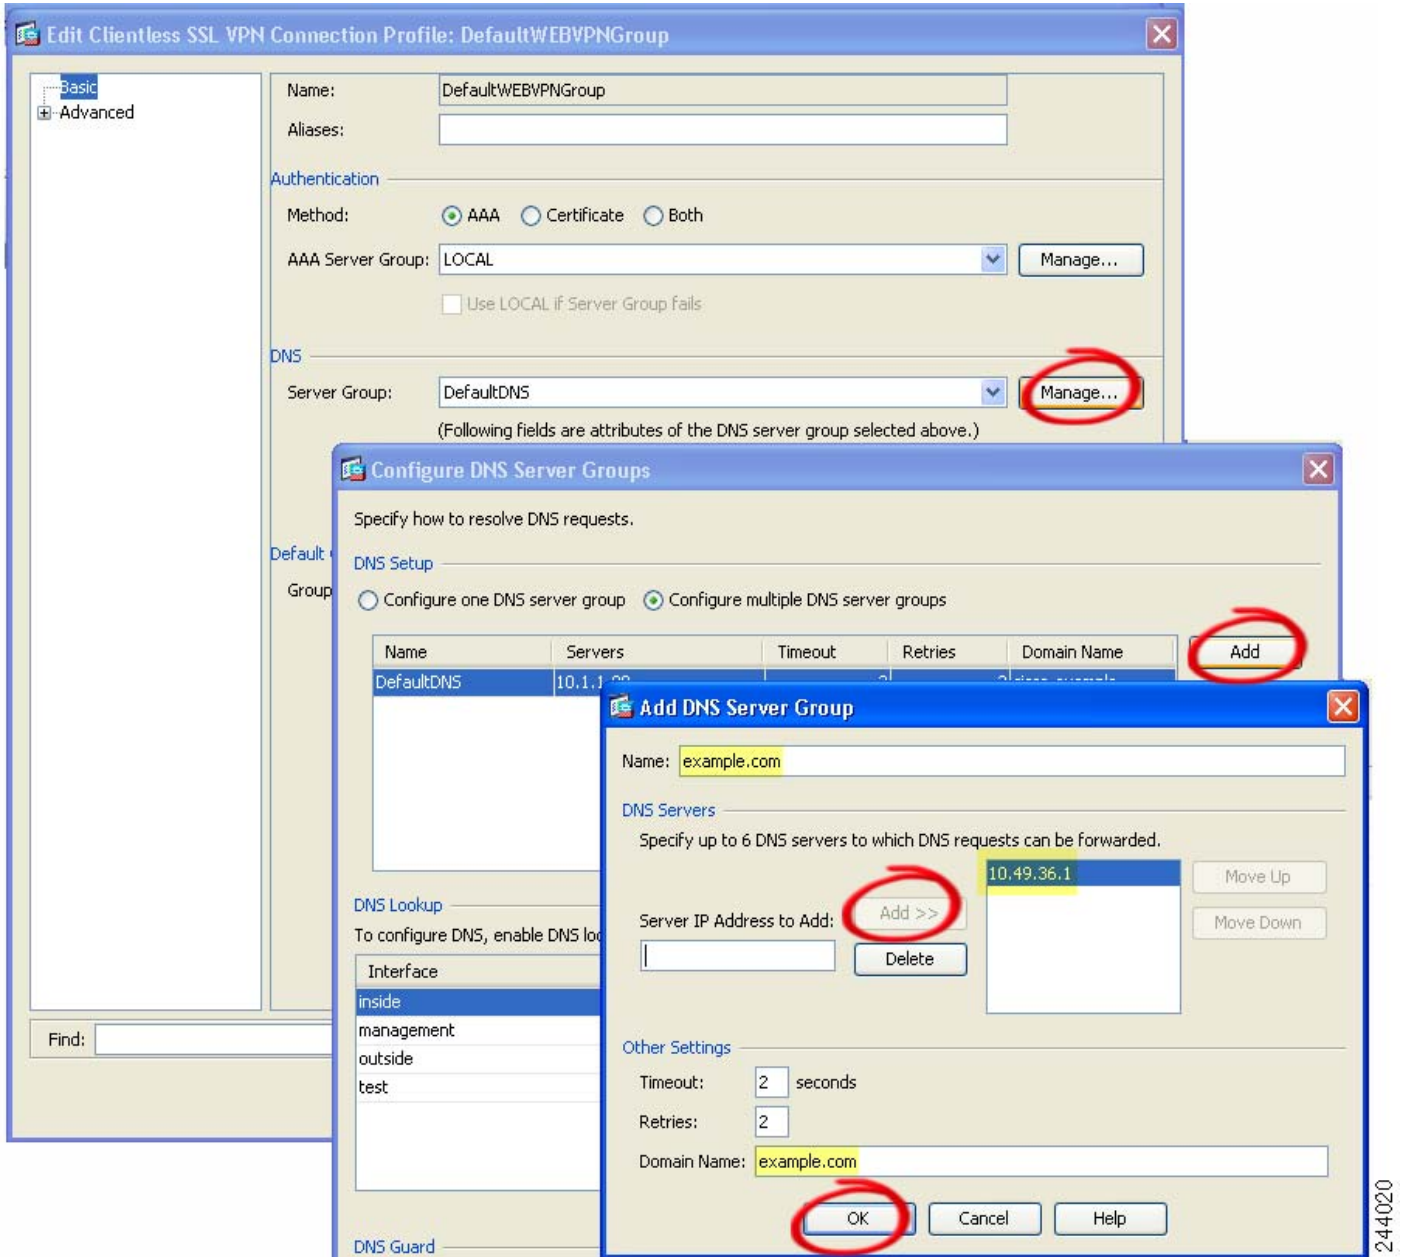 Edit Clientless SSL VPN Connection Profile: DefaultWEBVPNGroup
Basic
Advanced
Name: DefaultWEBVPNGroup
Aliases:
Authentication
Method: AAA Certificate Both
AAA Server Group: LOCAL Manage...
Use LOCAL if Server Group fails
DNS
Server Group: DefaultDNS Manage...
(Following fields are attributes of the DNS server group selected above.)
Default
Group
Find:
Configure DNS Server Groups
Specify how to resolve DNS requests.
DNS Setup
Configure one DNS server group Configure multiple DNS server groups
Name Servers Timeout Retries Domain Name Add
DefaultDNS
DNS Lookup
To configure DNS, enable DNS
Interface
inside
management
outside
test
DNS Guard
Add DNS Server Group
Name: example.com
DNS Servers
Specify up to 6 DNS servers to which DNS requests can be forwarded.
10.49.36.1 Move Up
Server IP Address to Add: Add >> Move Down
Delete
Other Settings
Timeout: 2 seconds
Retries: 2
Domain Name: example.com
OK Cancel Help
244020